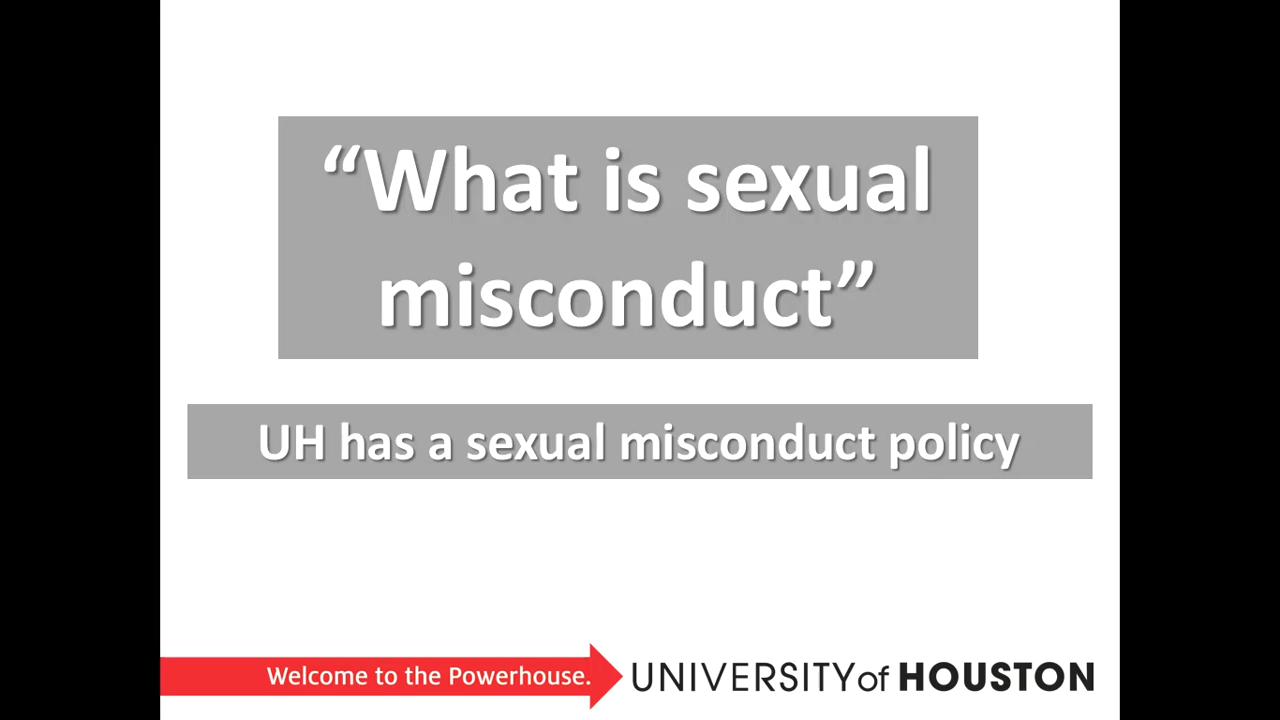 “What is sexual
misconduct”
UH has a sexual misconduct policy
Welcome to the Powerhouse.
UNIVERSITY of HOUSTON